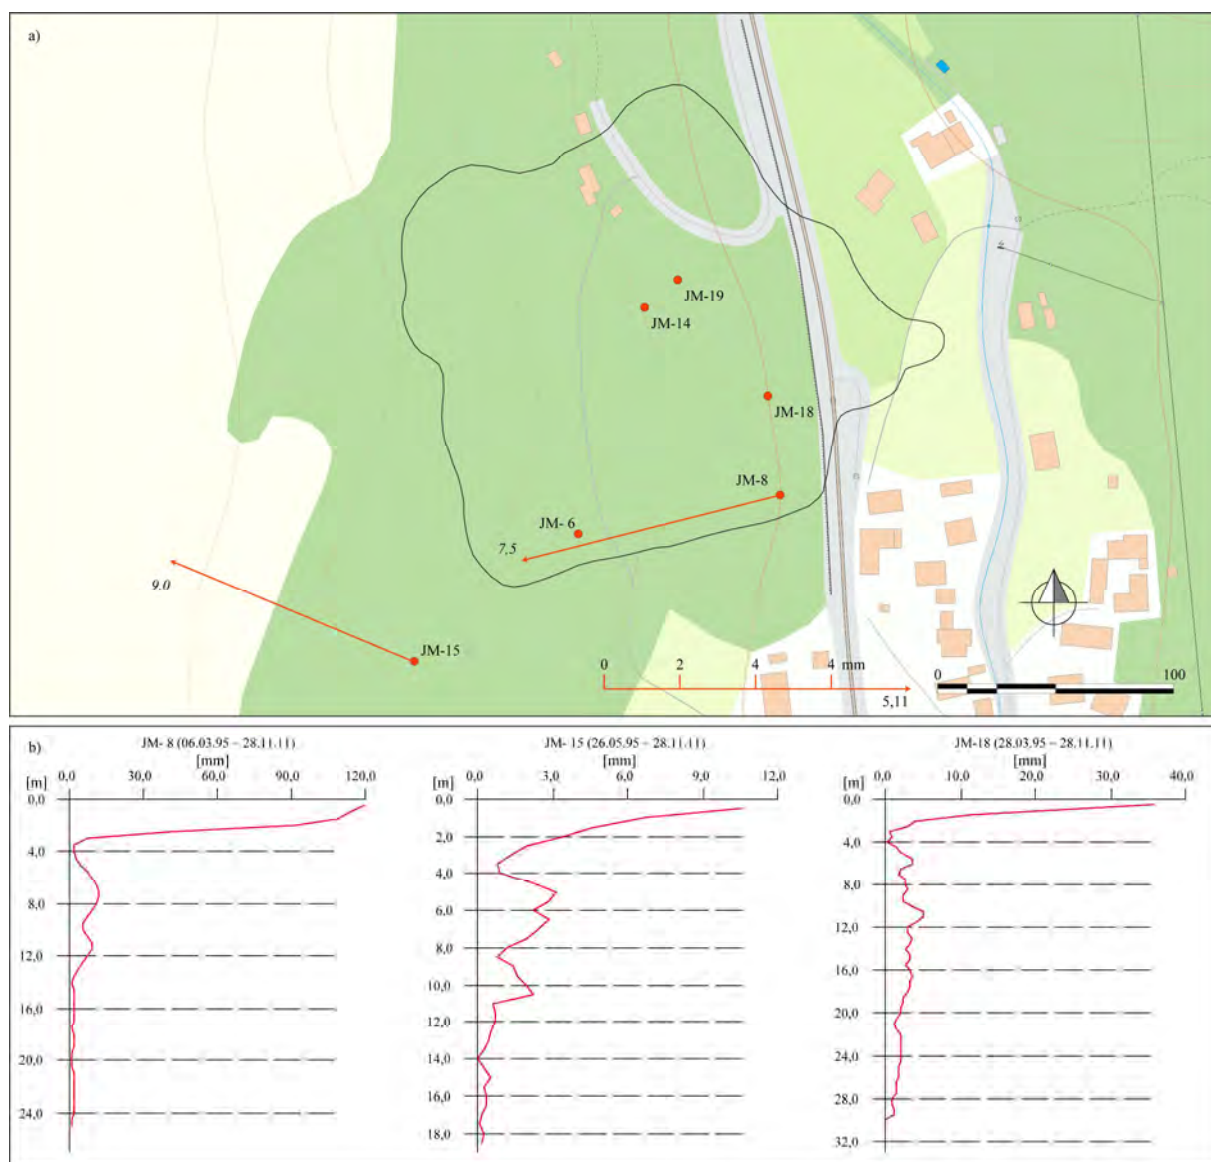 a)
JM-19
JM-14
JM-18
JM-8
JM- 6
7,5
9.0
JM-15
0 2 4 4 mm
5,11
0 100
b)
JM- 8 (06.03.95 – 28.11.11)
[mm]
0,0 30,0 60,0 90,0 120,0
[m]
0,0
4,0
8,0
12,0
16,0
20,0
24,0
JM- 15 (26.05.95 – 28.11.11)
[mm]
0,0 3,0 6,0 9,0 12,0
[m]
0,0
2,0
4,0
6,0
8,0
10,0
12,0
14,0
16,0
18,0
JM-18 (28.03.95 – 28.11.11)
[mm]
0,0 10,0 20,0 30,0 40,0
[m]
0,0
4,0
8,0
12,0
16,0
20,0
24,0
28,0
32,0